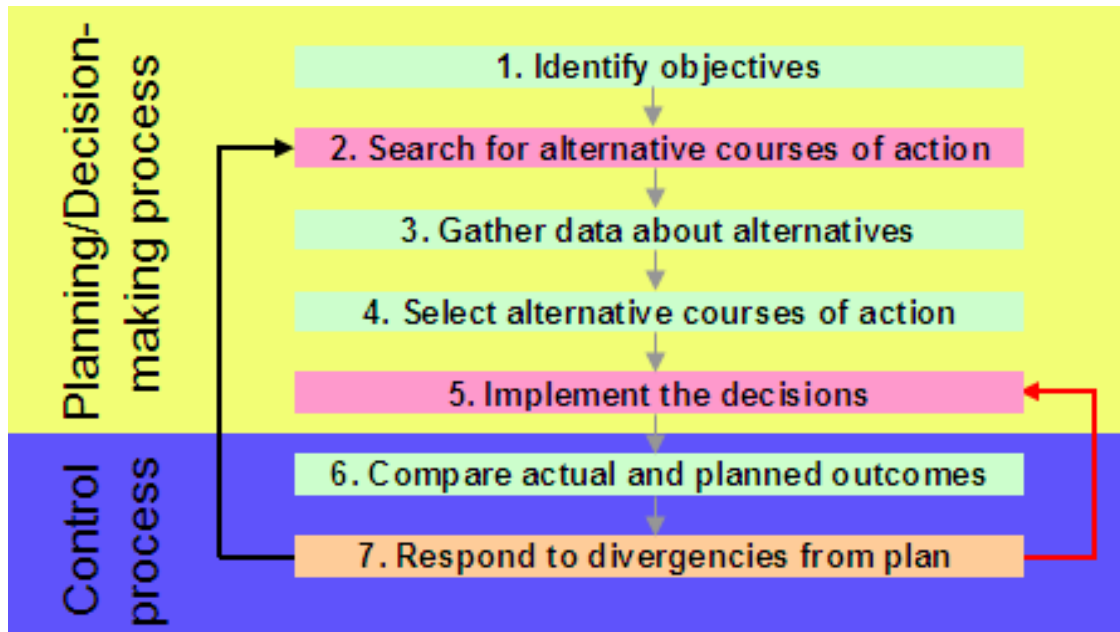 Planning/Decision-
making process
1. Identify objectives
2. Search for alternative courses of action
3. Gather data about alternatives
4. Select alternative courses of action
5. Implement the decisions
Control
process
6. Compare actual and planned outcomes
7. Respond to divergencies from plan